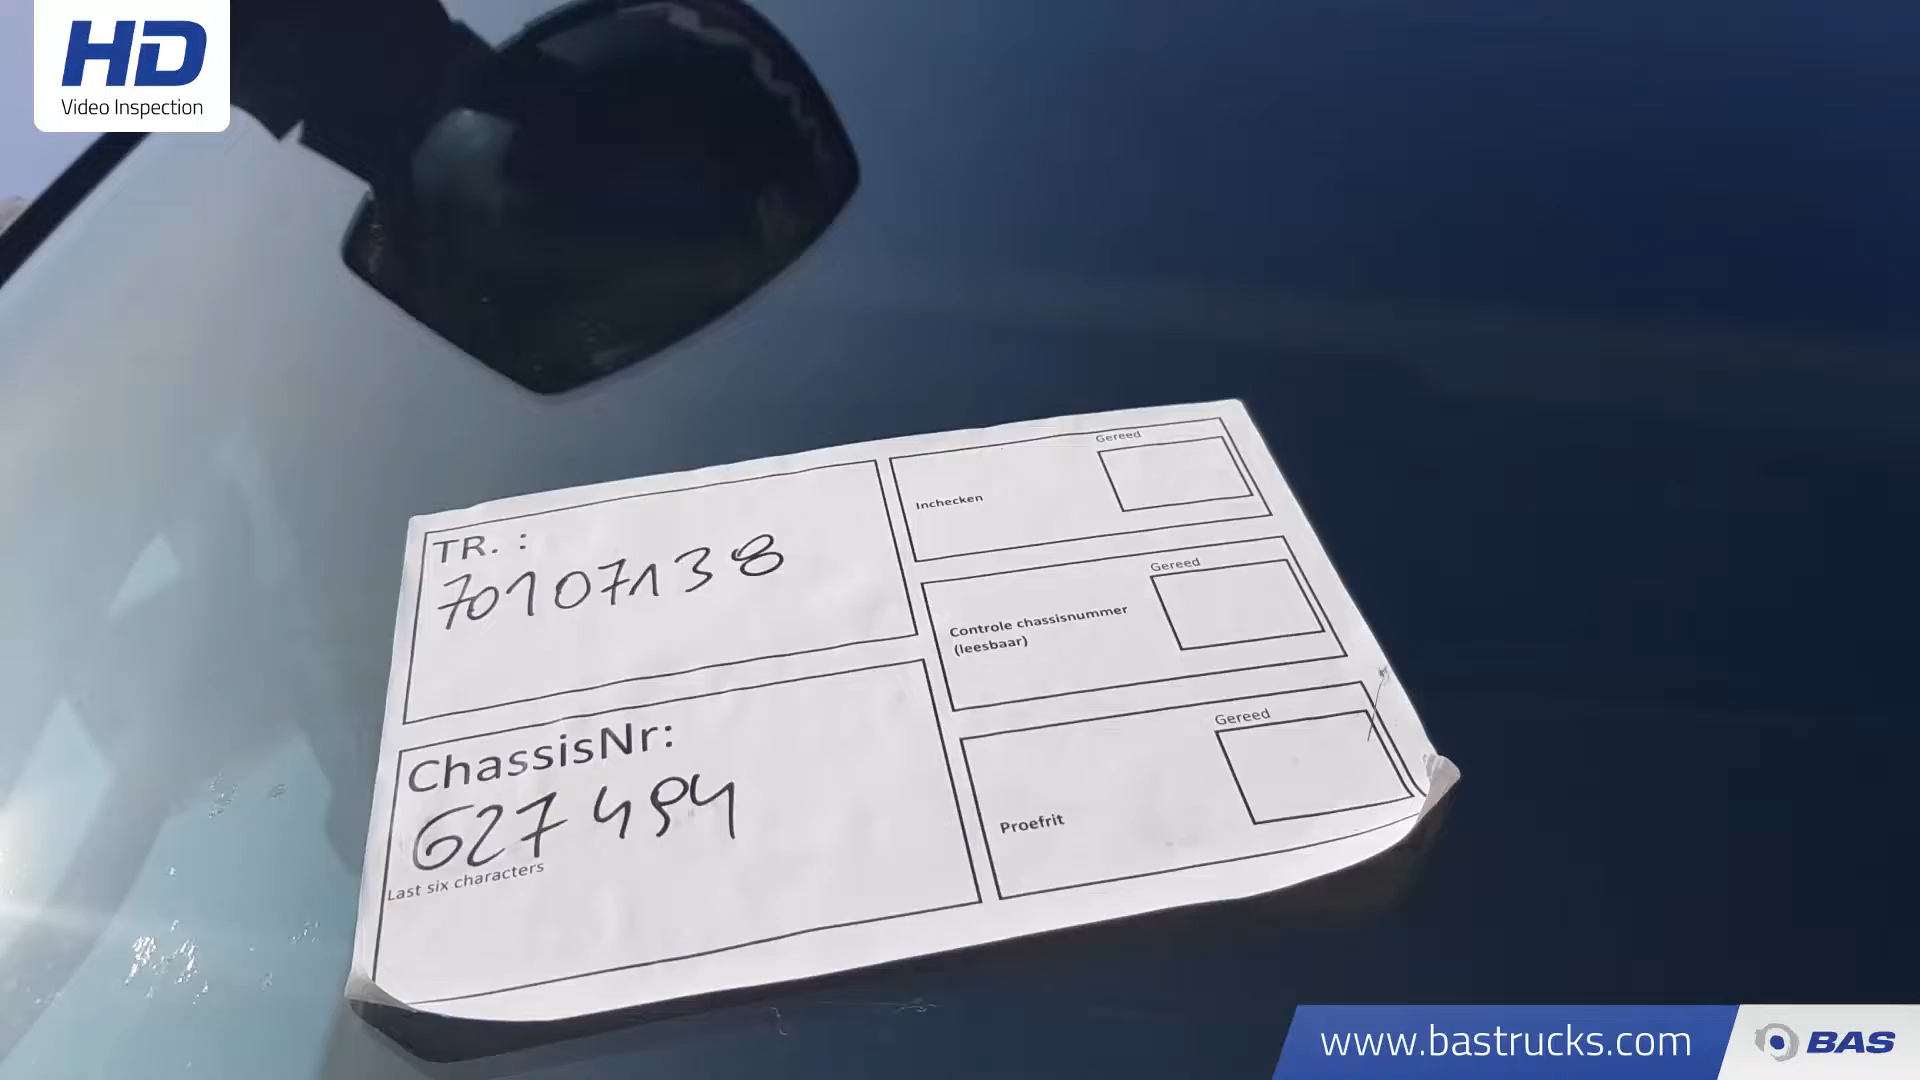 HD
Video Inspection
TR. :
70107138
ChassisNr:
627494
Last six characters
Gereed
Inchecken
Gereed
Controle chassisnummer
(leesbaar)
Gereed
Proefrit
www.bastrucks.com
BAS